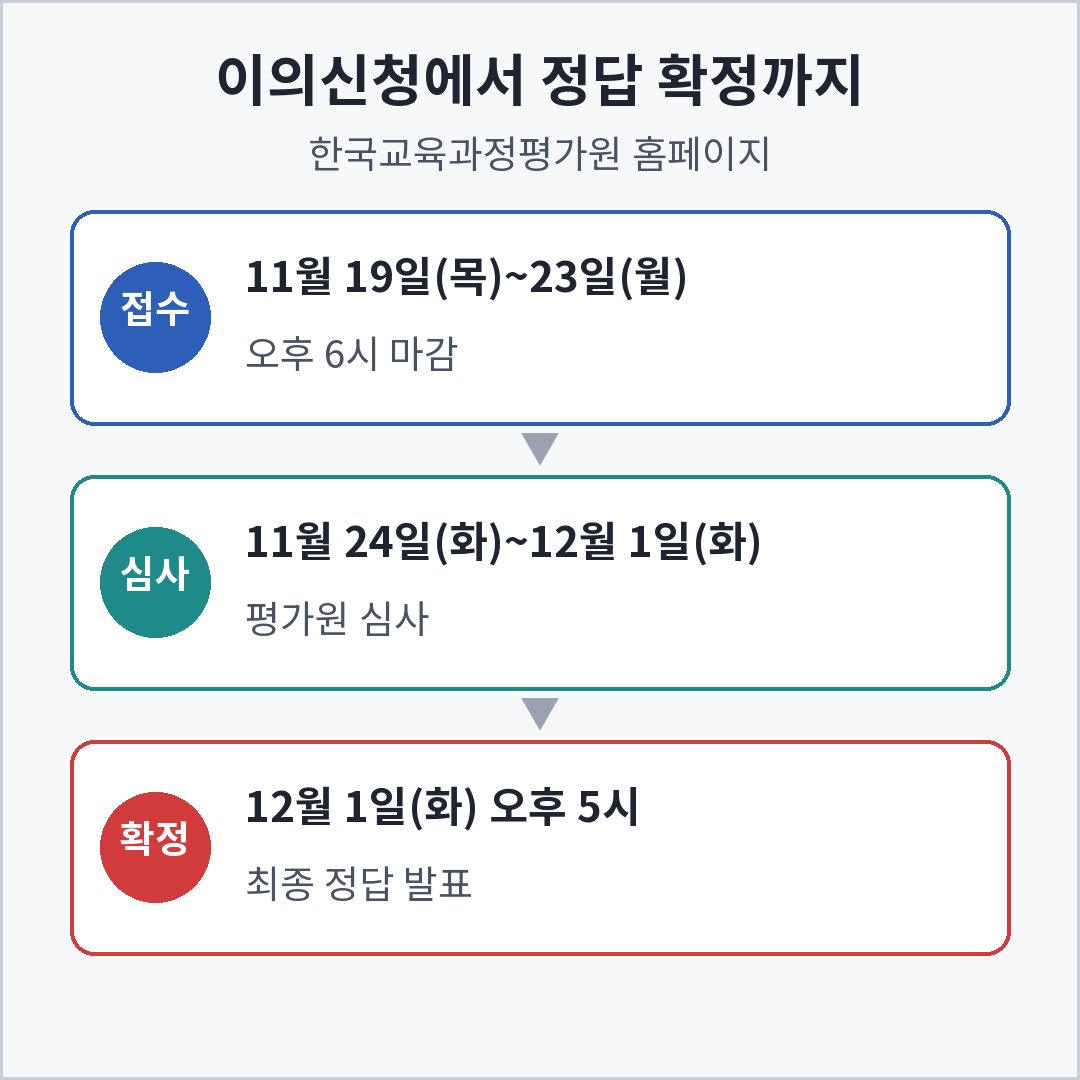 이의신청에서 정답 확정까지
한국교육과정평가원 홈페이지
접수
11월 19일(목)~23일(월)
오후 6시 마감
심사
11월 24일(화)~12월 1일(화)
평가원 심사
확정
12월 1일(화) 오후 5시
최종 정답 발표